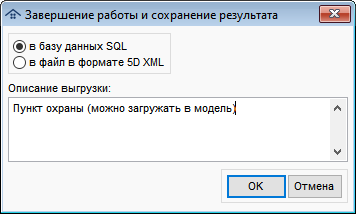 Завершение работы и сохранение результата
в базу данных SQL
в файл в формате 5D XML
Описание выгрузки:
Пункт охраны (можно загружать в модель)
OK
Отмена